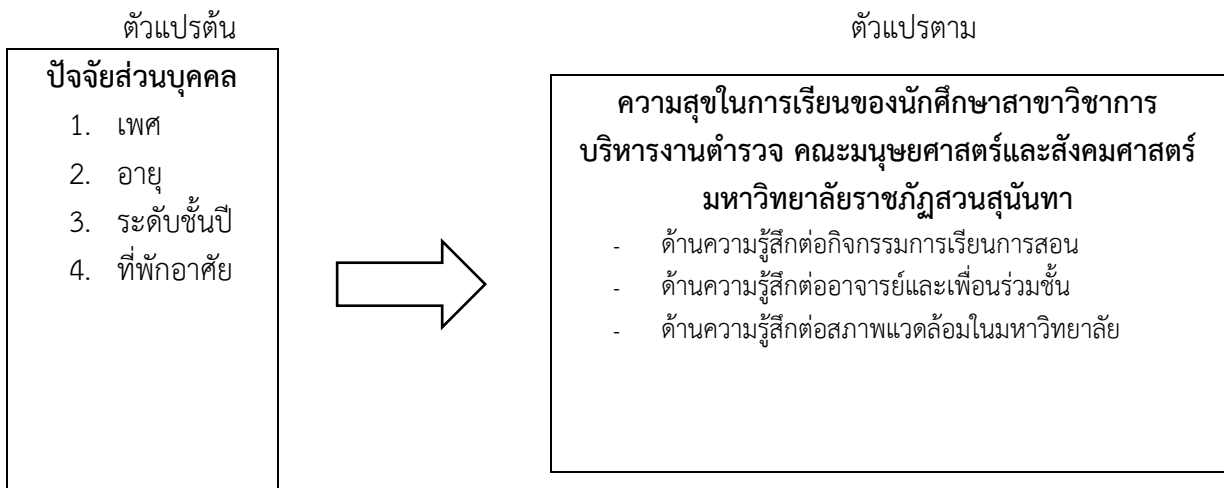 ตัวแปรต้น
ปัจจัยส่วนบุคคล
1. เพศ
2. อายุ
3. ระดับชั้นปี
4. ที่พักอาศัย
ตัวแปรตาม
ความสุขในการเรียนของนักศึกษาสาขาวิชาการ
บริหารงานตำรวจ คณะมนุษยศาสตร์และสังคมศาสตร์
มหาวิทยาลัยราชภัฏสวนสุนันทา
- ด้านความรู้สึกต่อกิจกรรมการเรียนการสอน
- ด้านความรู้สึกต่ออาจารย์และเพื่อนร่วมชั้น
- ด้านความรู้สึกต่อสภาพแวดล้อมในมหาวิทยาลัย